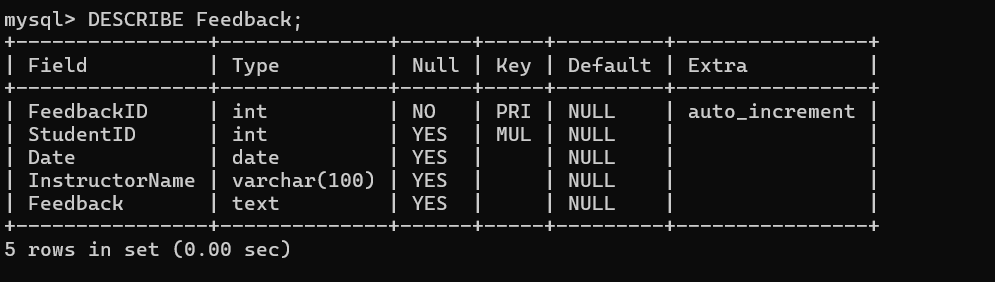 mysql> DESCRIBE Feedback;
+----------------+--------------+------+-----+---------+----------------+
| Field          | Type         | Null | Key | Default | Extra          |
+----------------+--------------+------+-----+---------+----------------+
| FeedbackID     | int          | NO   | PRI | NULL    | auto_increment |
| StudentID      | int          | YES  | MUL | NULL    |                |
| Date           | date         | YES  |     | NULL    |                |
| InstructorName | varchar(100) | YES  |     | NULL    |                |
| Feedback       | text         | YES  |     | NULL    |                |
+----------------+--------------+------+-----+---------+----------------+
5 rows in set (0.00 sec)